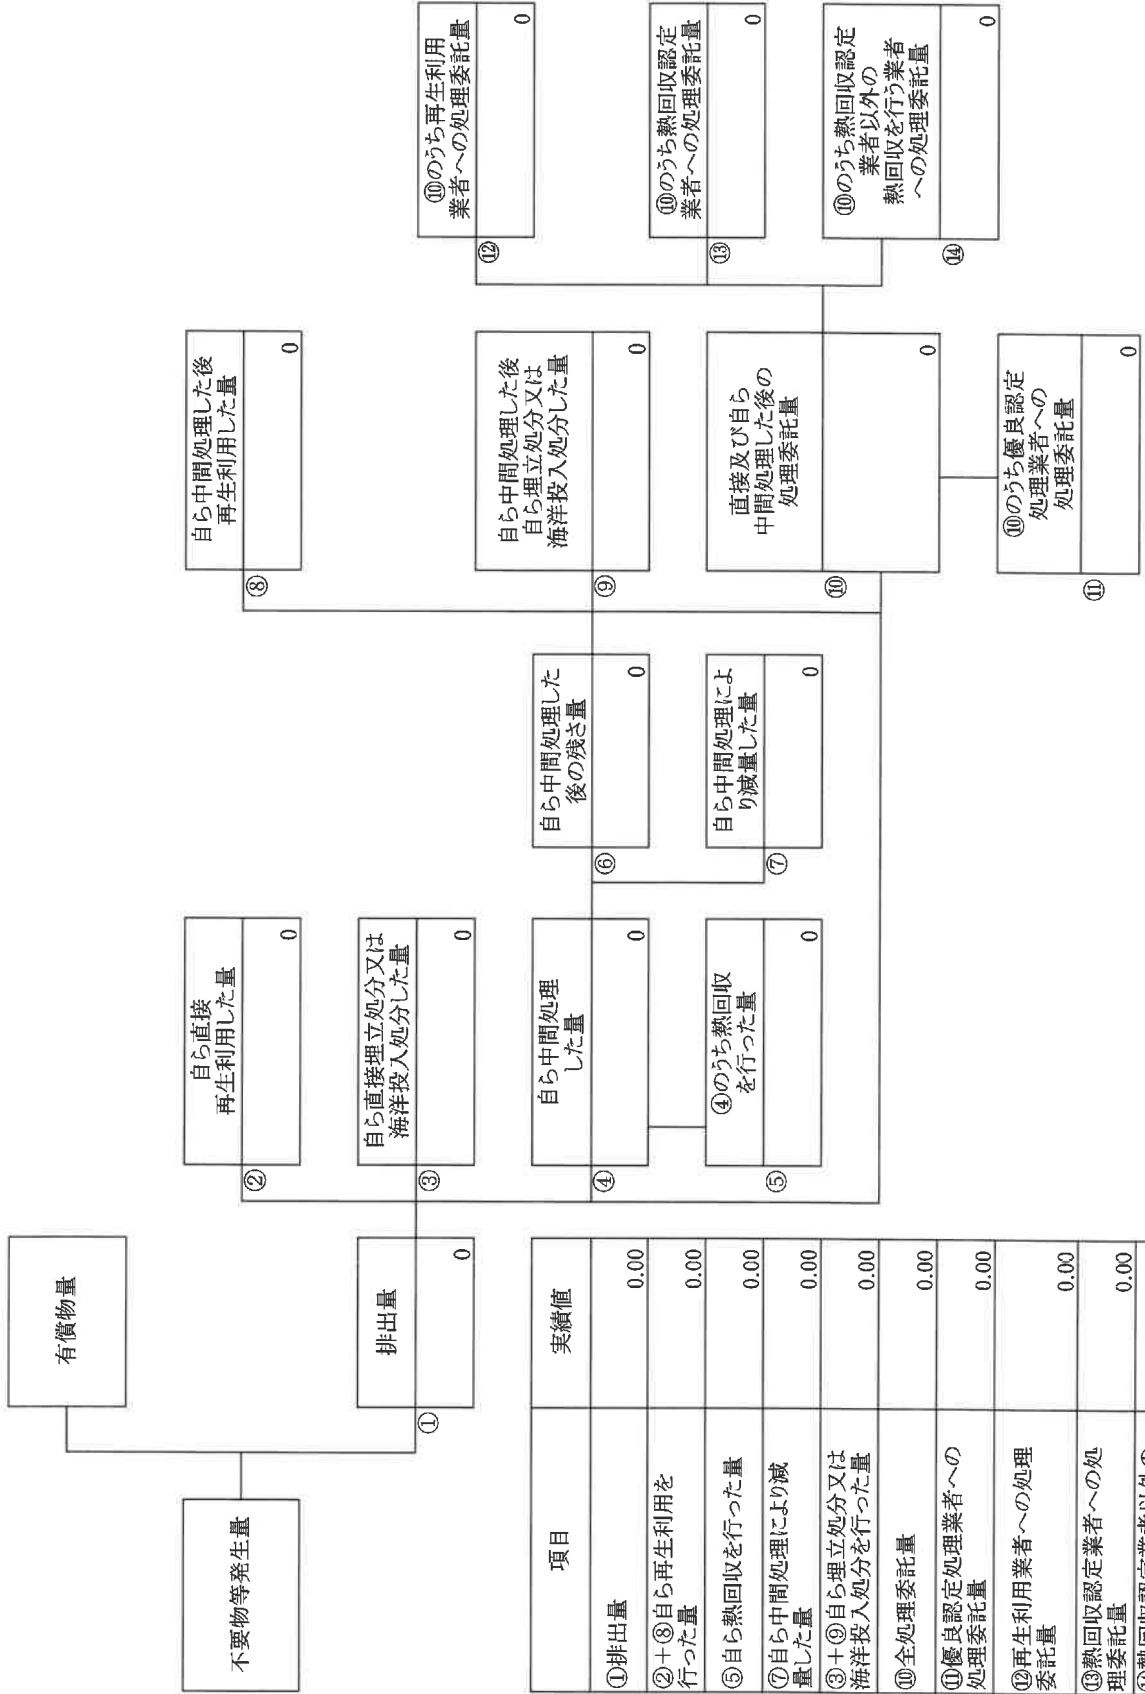 不要物等発生量
有償物量
①
排出量
0
②
自ら直接
再生利用した量
0
③
自ら直接埋立処分又は
海洋投入処分した量
0
④
自ら中間処理
した量
0
⑤
④のうち熱回収
を行った量
0
⑥
自ら中間処理した
後の残さ量
0
⑦
自ら中間処理によ
り減量した量
0
⑧
自ら中間処理した後
再生利用した量
0
⑨
自ら中間処理した後
自ら埋立処分又は
海洋投入処分した量
0
⑩
直接及び自ら
中間処理した後の
処理委託量
0
⑪
⑩のうち優良認定
処理業者への
処理委託量
0
⑫
⑩のうち再生利用
業者への処理委託量
0
⑬
⑩のうち熱回収認定
業者への処理委託量
0
⑭
⑩のうち熱回収認定
業者以外の
熱回収を行う業者
への処理委託量
0
項目 実績値
①排出量 0.00
②+⑧自ら再生利用を
行った量 0.00
⑤自ら熱回収を行った量 0.00
⑦自ら中間処理により減
量した量 0.00
③+⑨自ら埋立処分又は
海洋投入処分を行った量 0.00
⑩全処理委託量 0.00
⑪優良認定処理業者への
処理委託量 0.00
⑫再生利用業者への処理
委託量 0.00
⑬熱回収認定業者への処
理委託量 0.00